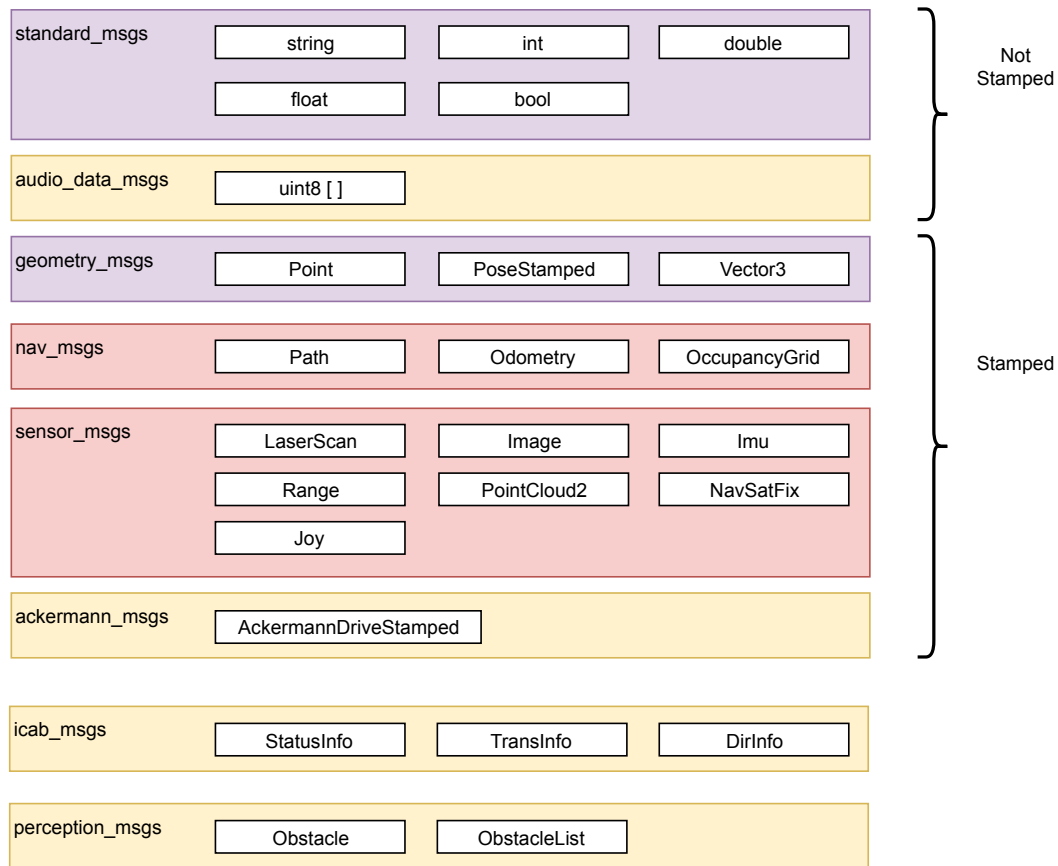 standard_msgs
string
int
double
float
bool
Not
Stamped
audio_data_msgs
uint8 [ ]
geometry_msgs
Point
PoseStamped
Vector3
nav_msgs
Path
Odometry
OccupancyGrid
Stamped
sensor_msgs
LaserScan
Image
Imu
Range
PointCloud2
NavSatFix
Joy
ackermann_msgs
AckermannDriveStamped
icab_msgs
StatusInfo
TransInfo
DirInfo
perception_msgs
Obstacle
ObstacleList